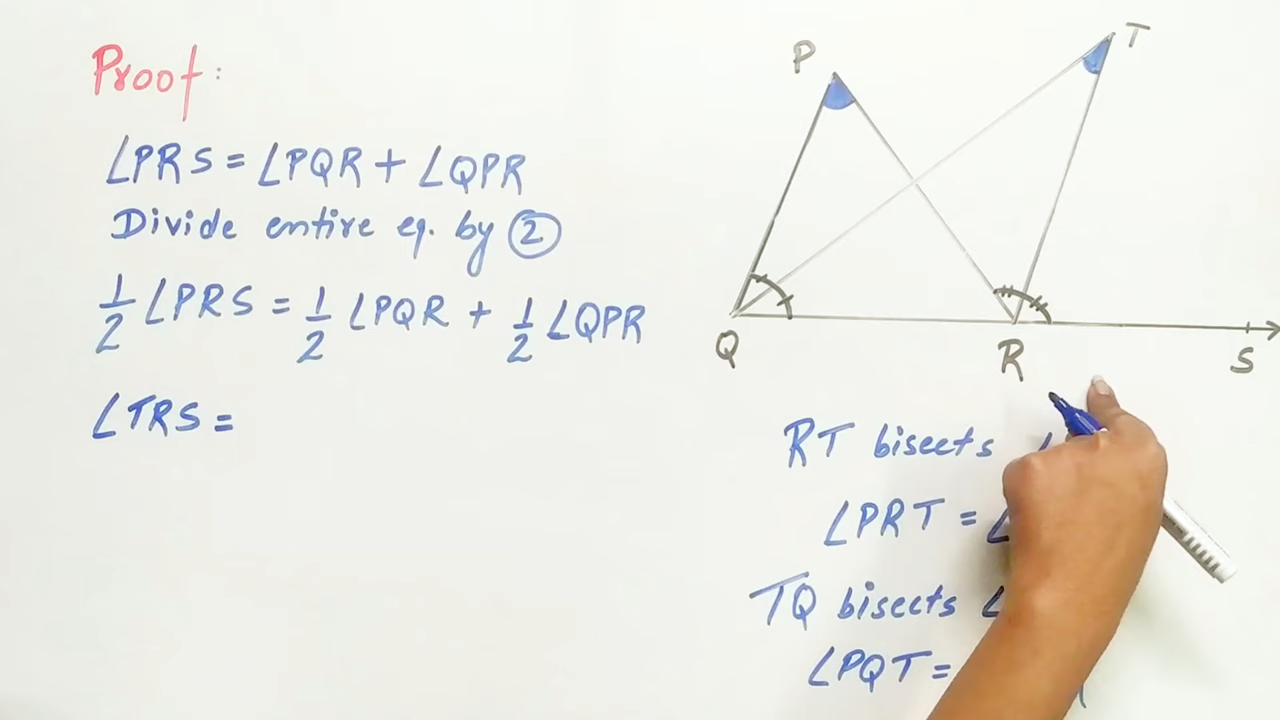 Proof:
∠PRS = ∠PQR + ∠QPR
Divide entire eq. by 2
1/2 ∠PRS = 1/2 ∠PQR + 1/2 ∠QPR
∠TRS =
P
T
Q
R
S
RT bisects ∠
∠PRT = ∠
TQ bisects ∠
∠PQT =